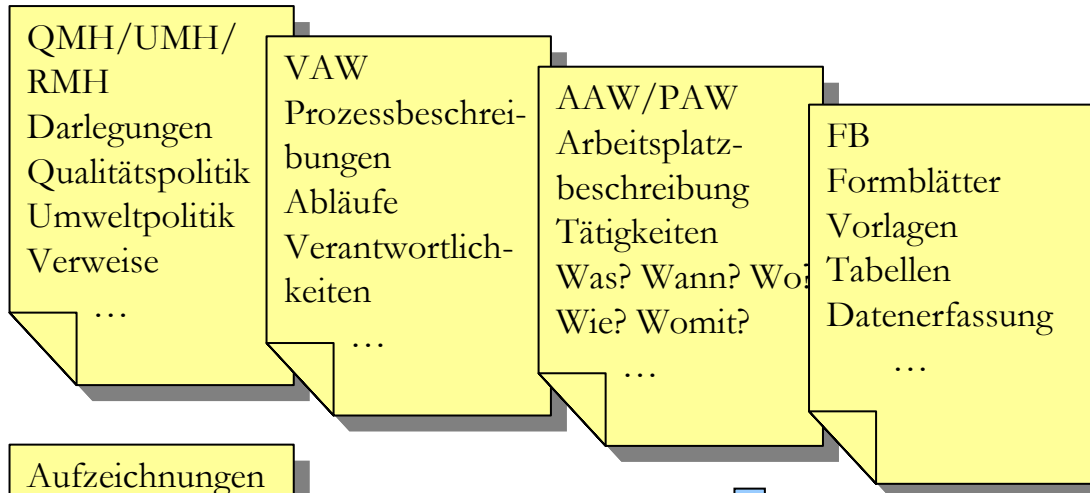 QMH/UMH/
RMH
Darlegungen
Qualitätspolitik
Umweltpolitik
Verweise
…
VAW
Prozessbeschrei-
bungen
Abläufe
Verantwortlich-
keiten
…
AAW/PAW
Arbeitsplatz-
beschreibung
Tätigkeiten
Was? Wann? Wo?
Wie? Womit?
…
FB
Formblätter
Vorlagen
Tabellen
Datenerfassung
…
Aufzeichnungen